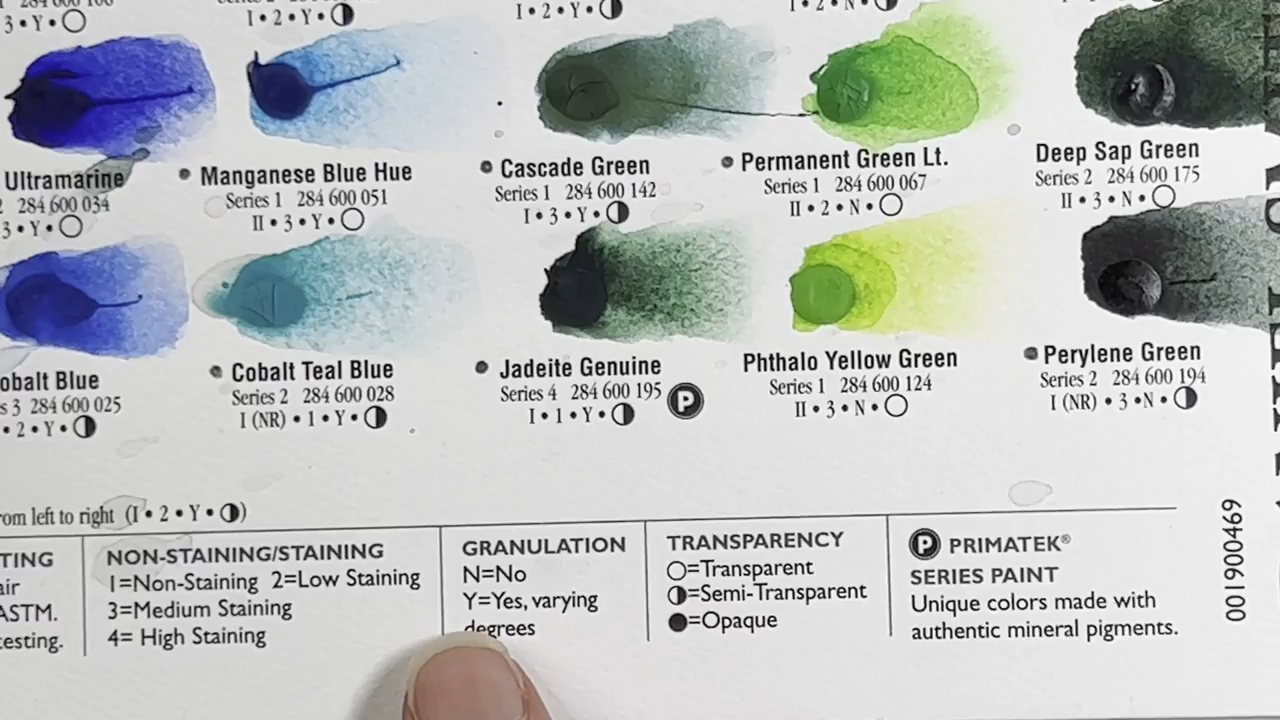 3 • Y • ○
I • 2 • Y • ◑
I • 2 • Y • ◑
I • 2 • N • ◑
Ultramarine
284 600 034
3 • Y • ○
Manganese Blue Hue
Series 1 284 600 051
II • 3 • Y • ○
Cascade Green
Series 1 284 600 142
I • 3 • Y • ◑
Permanent Green Lt.
Series 1 284 600 067
II • 2 • N • ○
Deep Sap Green
Series 2 284 600 175
II • 3 • N • ○
obalt Blue
s 3 284 600 025
• 2 • Y • ◑
Cobalt Teal Blue
Series 2 284 600 028
I (NR) • 1 • Y • ◑
Jadeite Genuine
Series 4 284 600 195
I • 1 • Y • ◑
P
Phthalo Yellow Green
Series 1 284 600 124
II • 3 • N • ○
Perylene Green
Series 2 284 600 194
I (NR) • 3 • N • ◑
om left to right (I • 2 • Y • ◑)
TING
air
ASTM.
esting.
NON-STAINING/STAINING
1=Non-Staining 2=Low Staining
3=Medium Staining
4= High Staining
GRANULATION
N=No
Y=Yes, varying
degrees
TRANSPARENCY
○=Transparent
◑=Semi-Transparent
●=Opaque
P PRIMATEK®
SERIES PAINT
Unique colors made with
authentic mineral pigments.
001900469